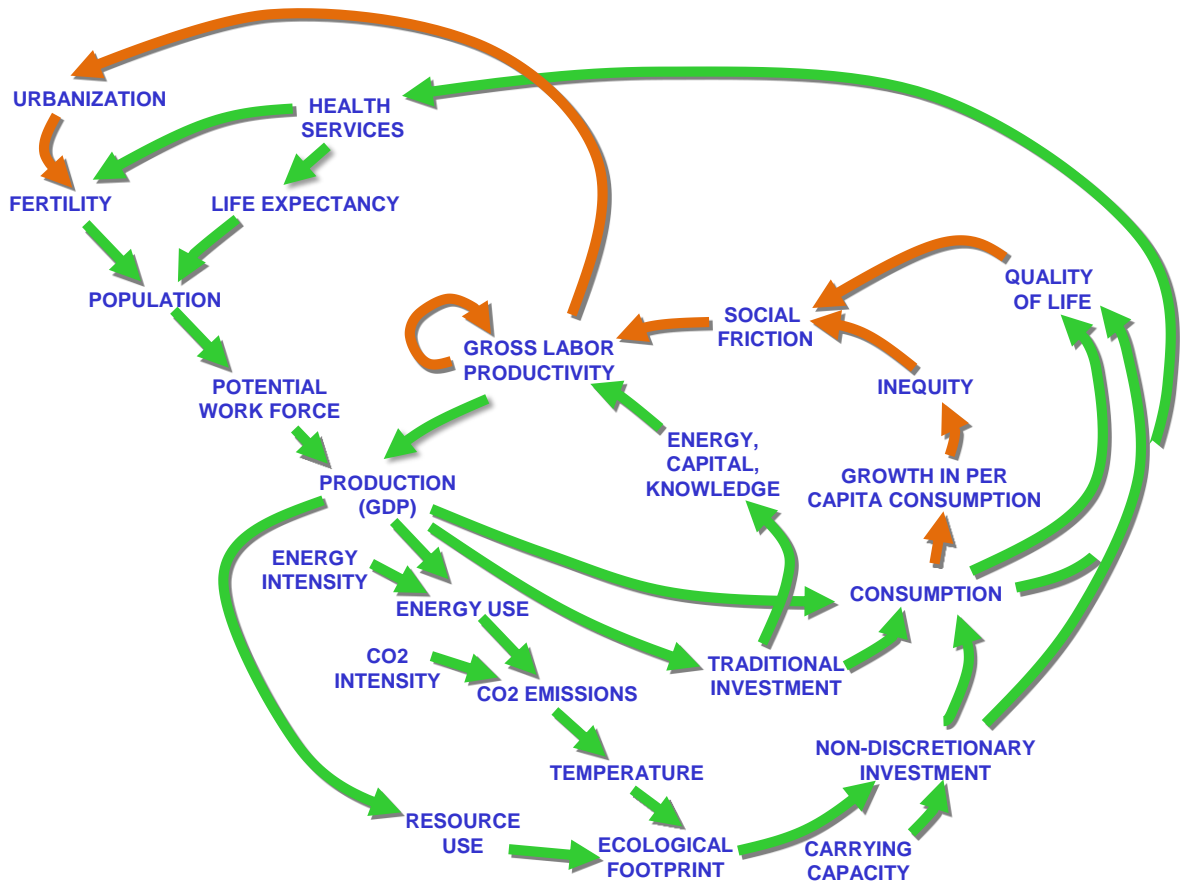 URBANIZATION
HEALTH
SERVICES
FERTILITY
LIFE EXPECTANCY
POPULATION
QUALITY
OF LIFE
SOCIAL
FRICTION
GROSS LABOR
PRODUCTIVITY
POTENTIAL
WORK FORCE
INEQUITY
ENERGY,
CAPITAL,
KNOWLEDGE
PRODUCTION
(GDP)
GROWTH IN PER
CAPITA CONSUMPTION
ENERGY
INTENSITY
ENERGY USE
CONSUMPTION
CO2
INTENSITY
CO2 EMISSIONS
TRADITIONAL
INVESTMENT
TEMPERATURE
NON-DISCRETIONARY
INVESTMENT
RESOURCE
USE
ECOLOGICAL
FOOTPRINT
CARRYING
CAPACITY